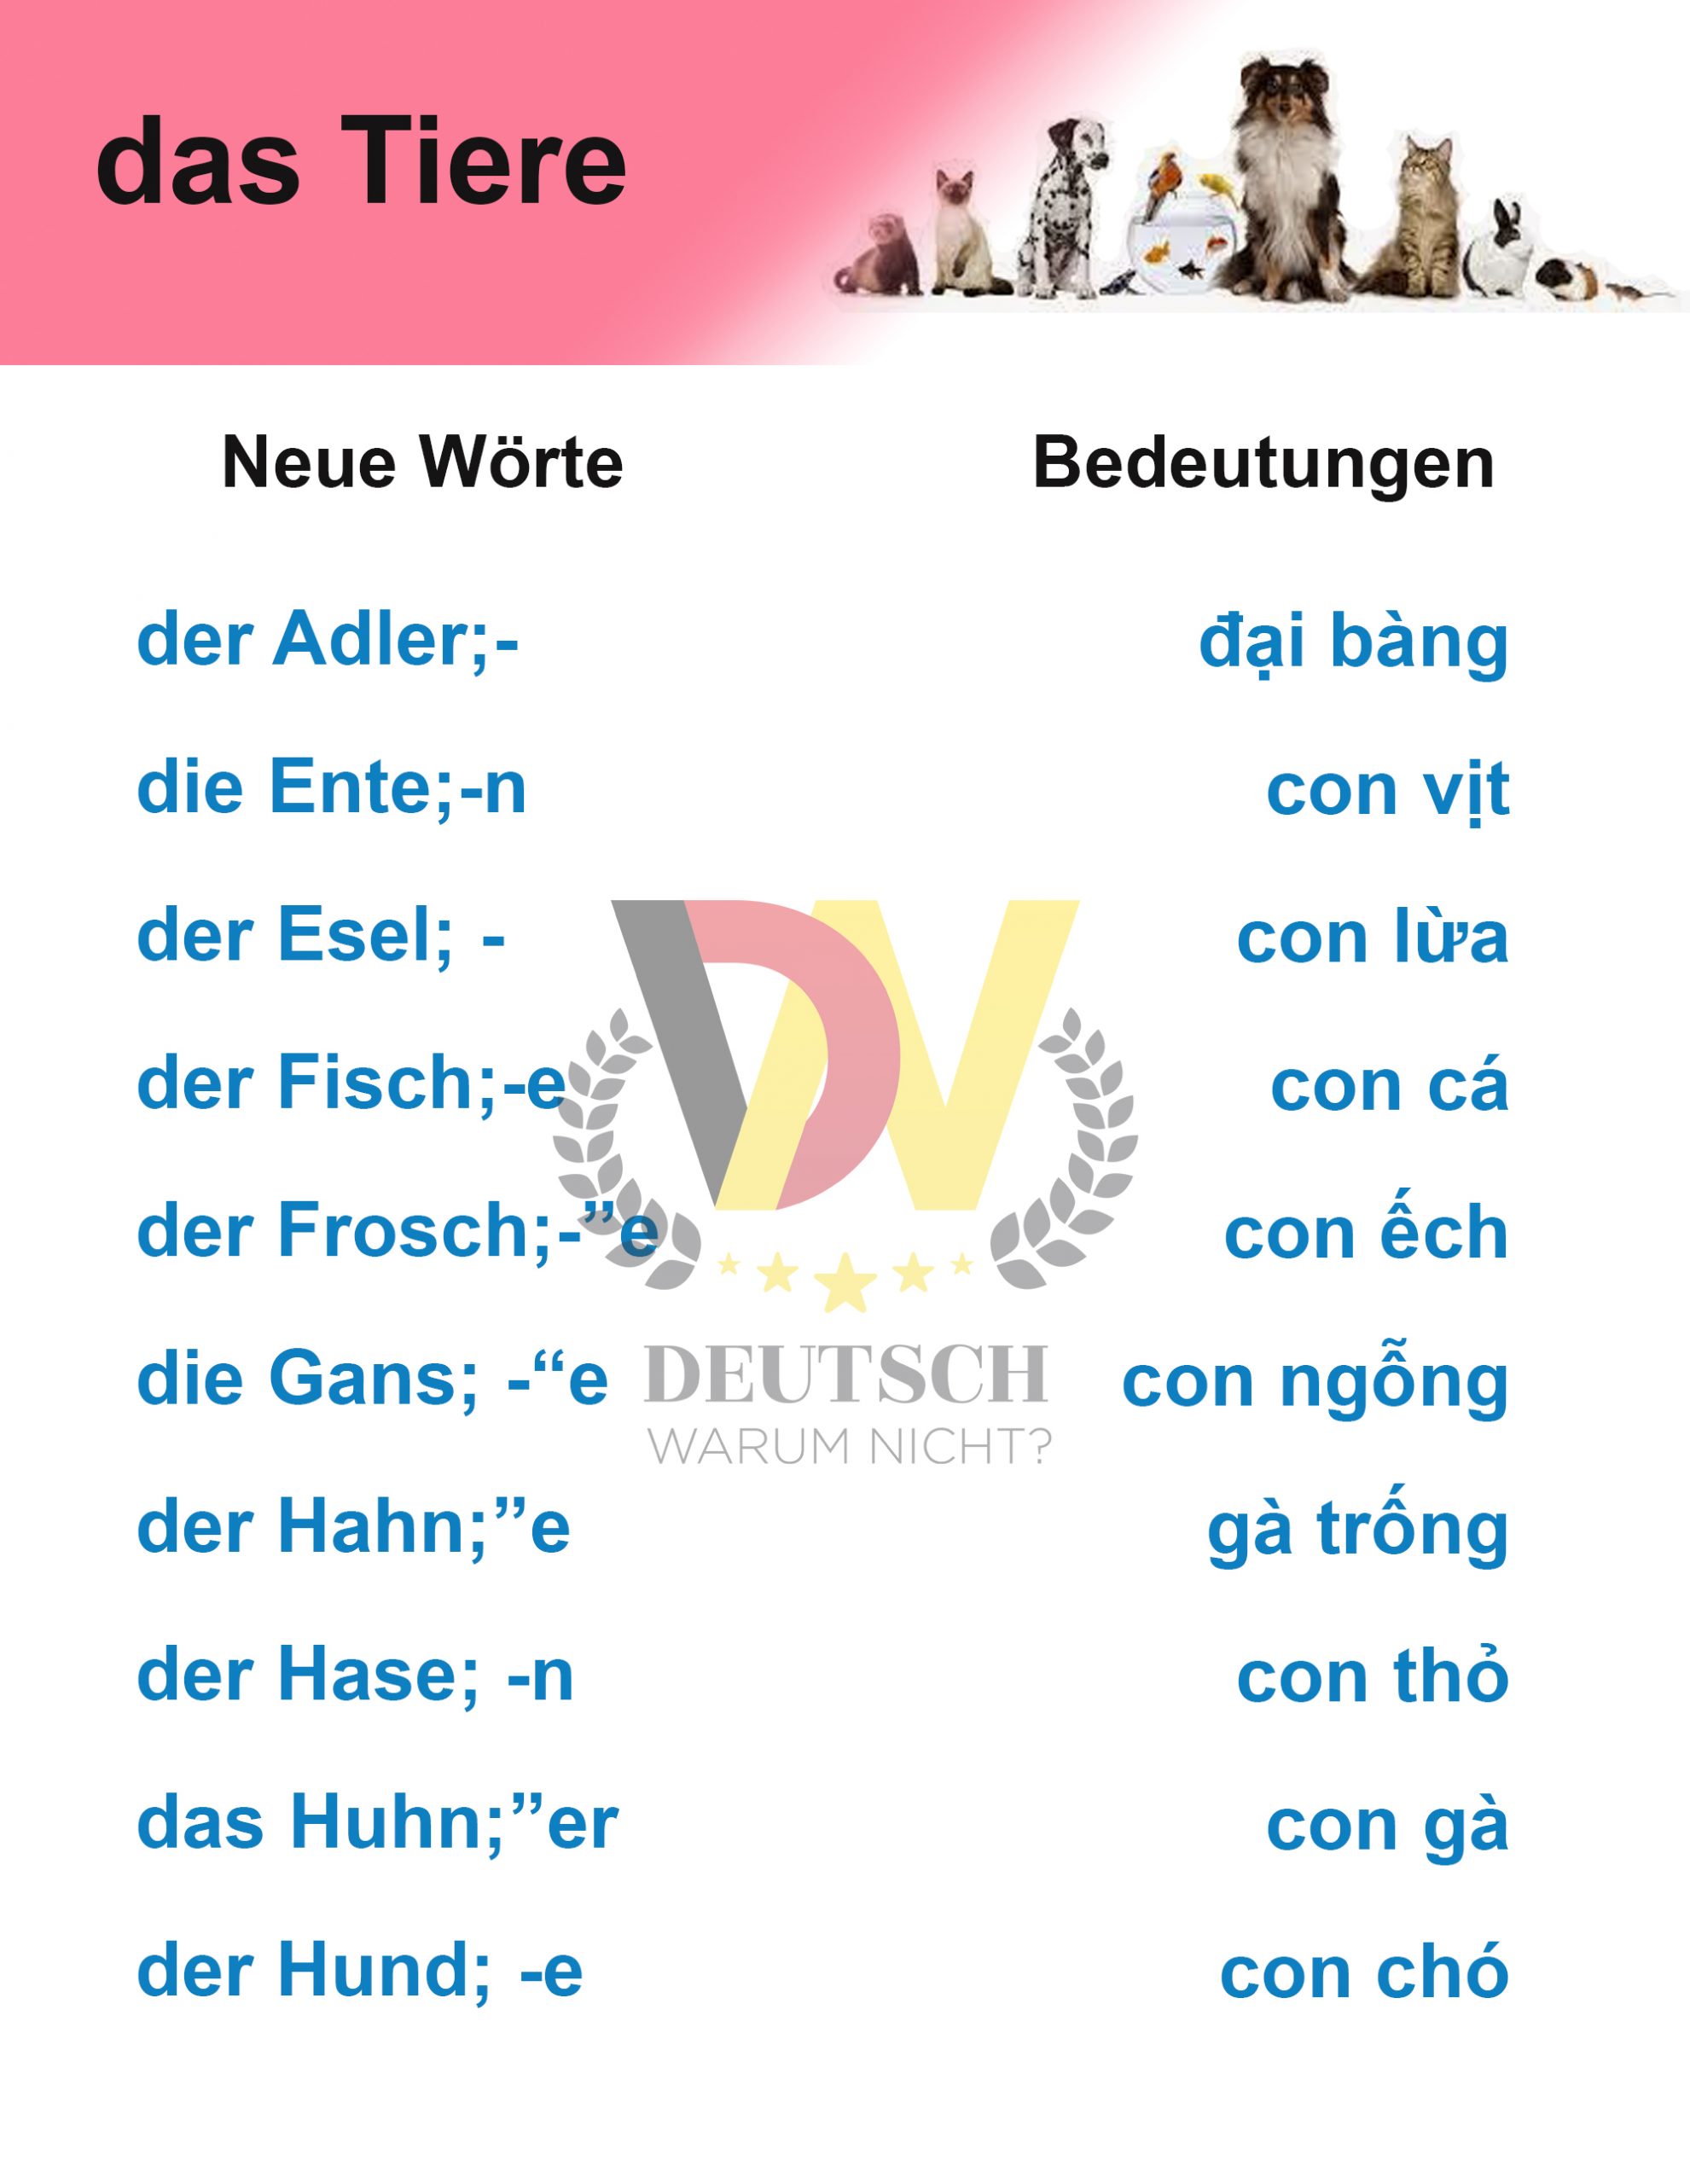 das Tiere
Neue Wörte Bedeutungen
der Adler;- đại bàng
die Ente;-n con vịt
der Esel; - con lừa
der Fisch;-e con cá
der Frosch;-”e con ếch
die Gans; -“e con ngỗng
DEUTSCH
WARUM NICHT?
der Hahn;”e gà trống
der Hase; -n con thỏ
das Huhn;”er con gà
der Hund; -e con chó